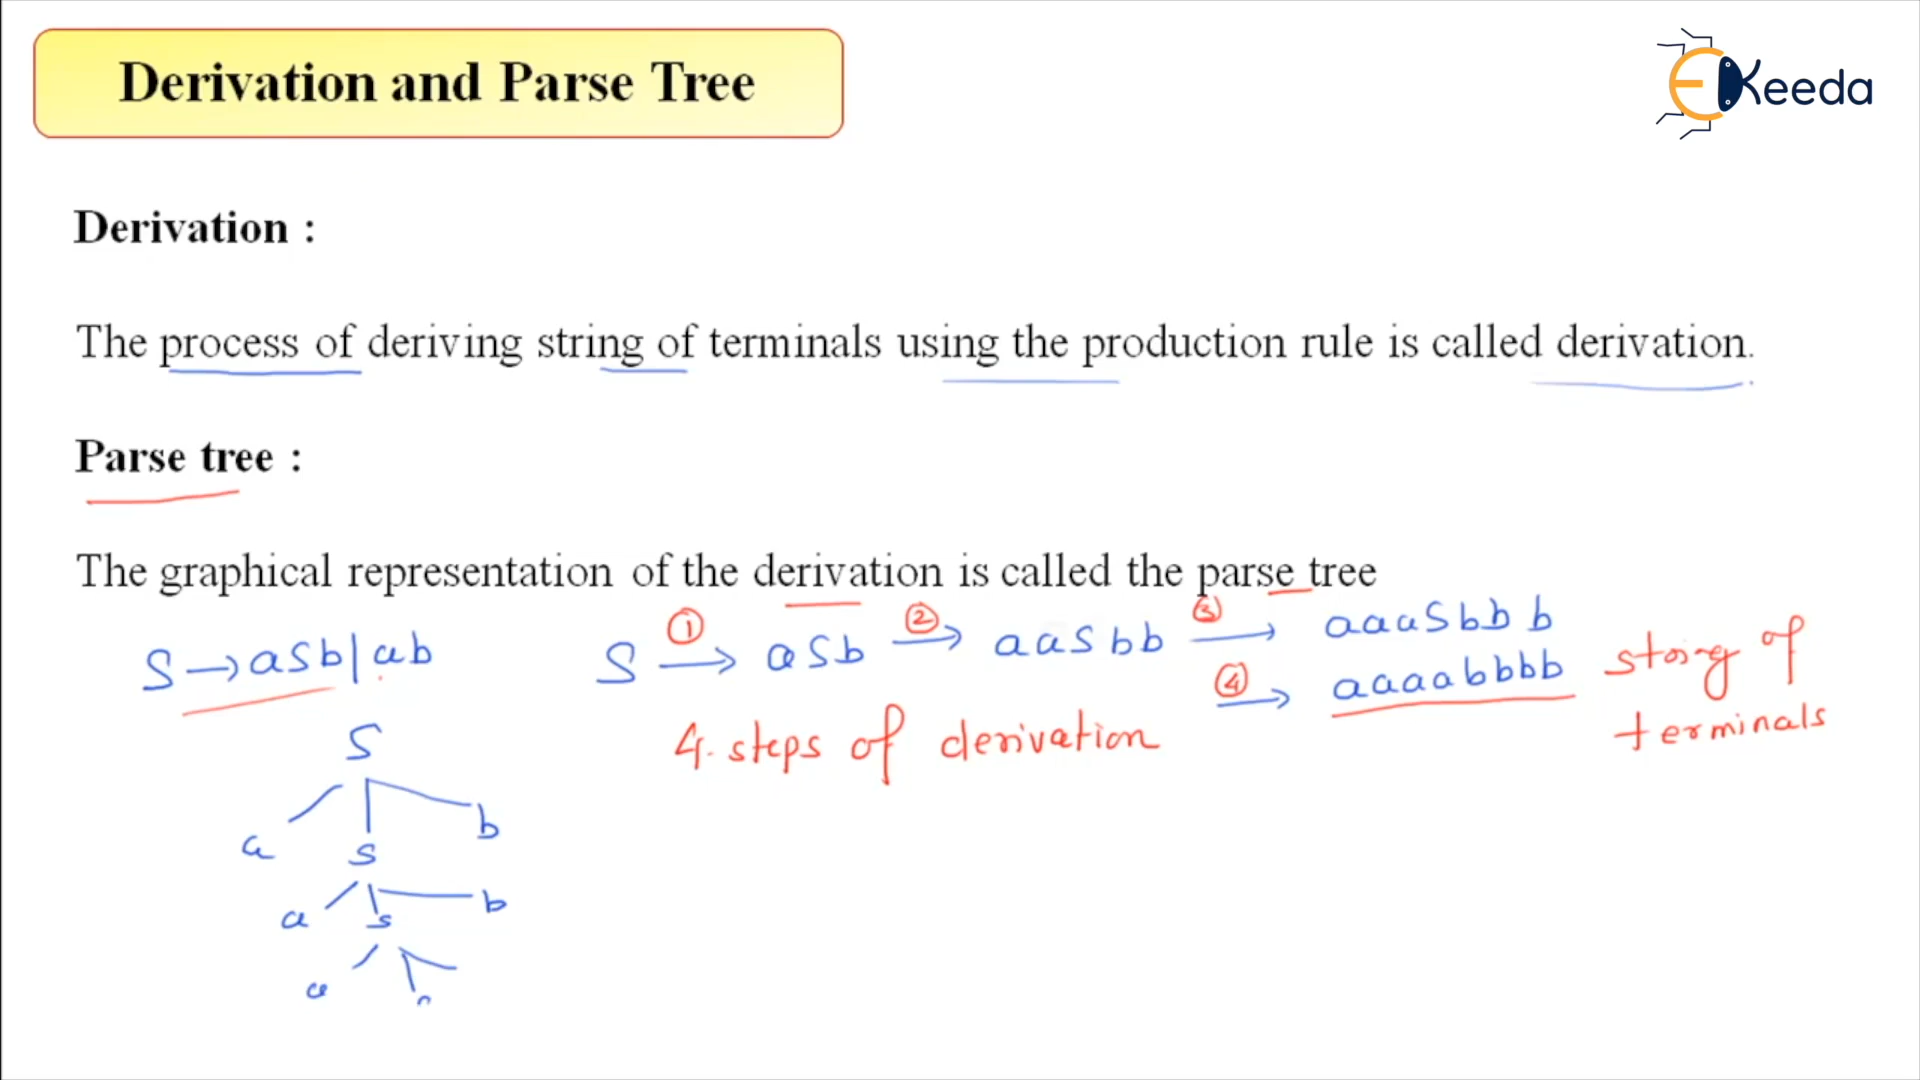 Derivation and Parse Tree
EKeeda
Derivation :
The process of deriving string of terminals using the production rule is called derivation.
Parse tree :
The graphical representation of the derivation is called the parse tree
S → aSb | ab
S ① → aSb ② → aaSbb ③ → aaaSbbb
④ → aaaabbbb
string of
terminals
4. steps of derivation
S
a S b
a S b
a